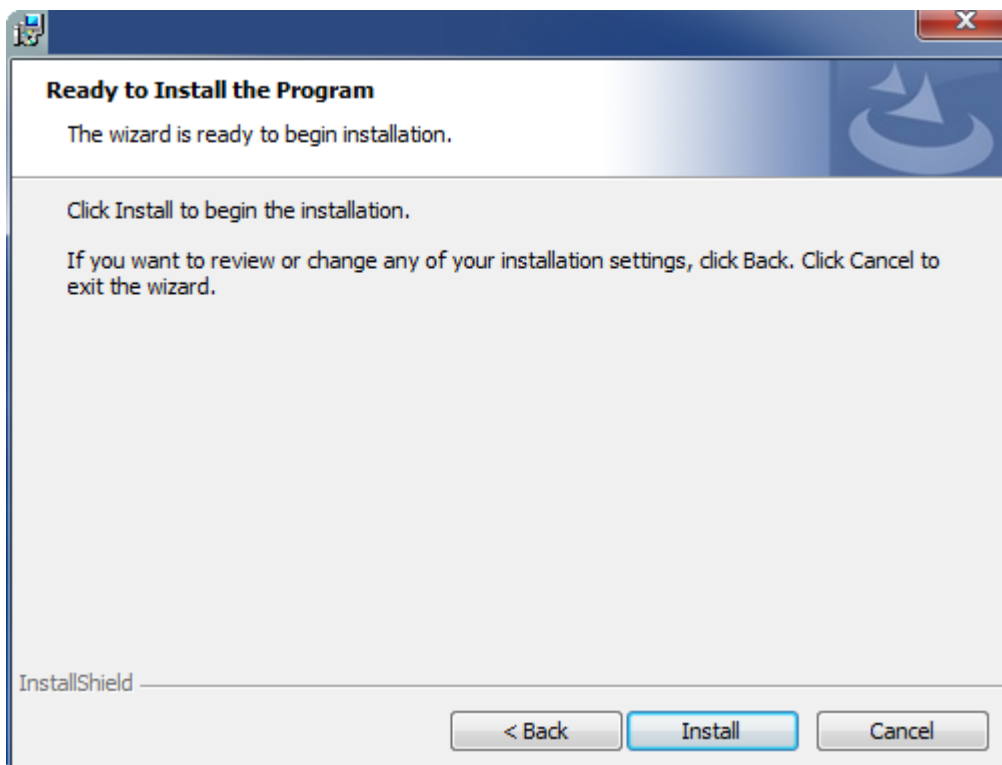 Ready to Install the Program
The wizard is ready to begin installation.
Click Install to begin the installation.
If you want to review or change any of your installation settings, click Back. Click Cancel to
exit the wizard.
InstallShield
< Back Install Cancel